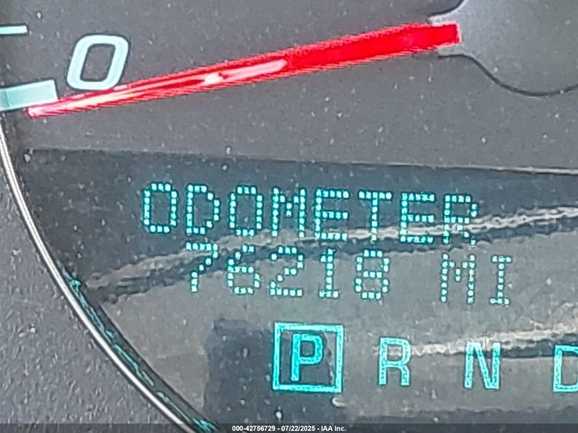 0
ODOMETER
76218 MI
P R N D
000-42756729 - 07/22/2025 - IAA Inc.